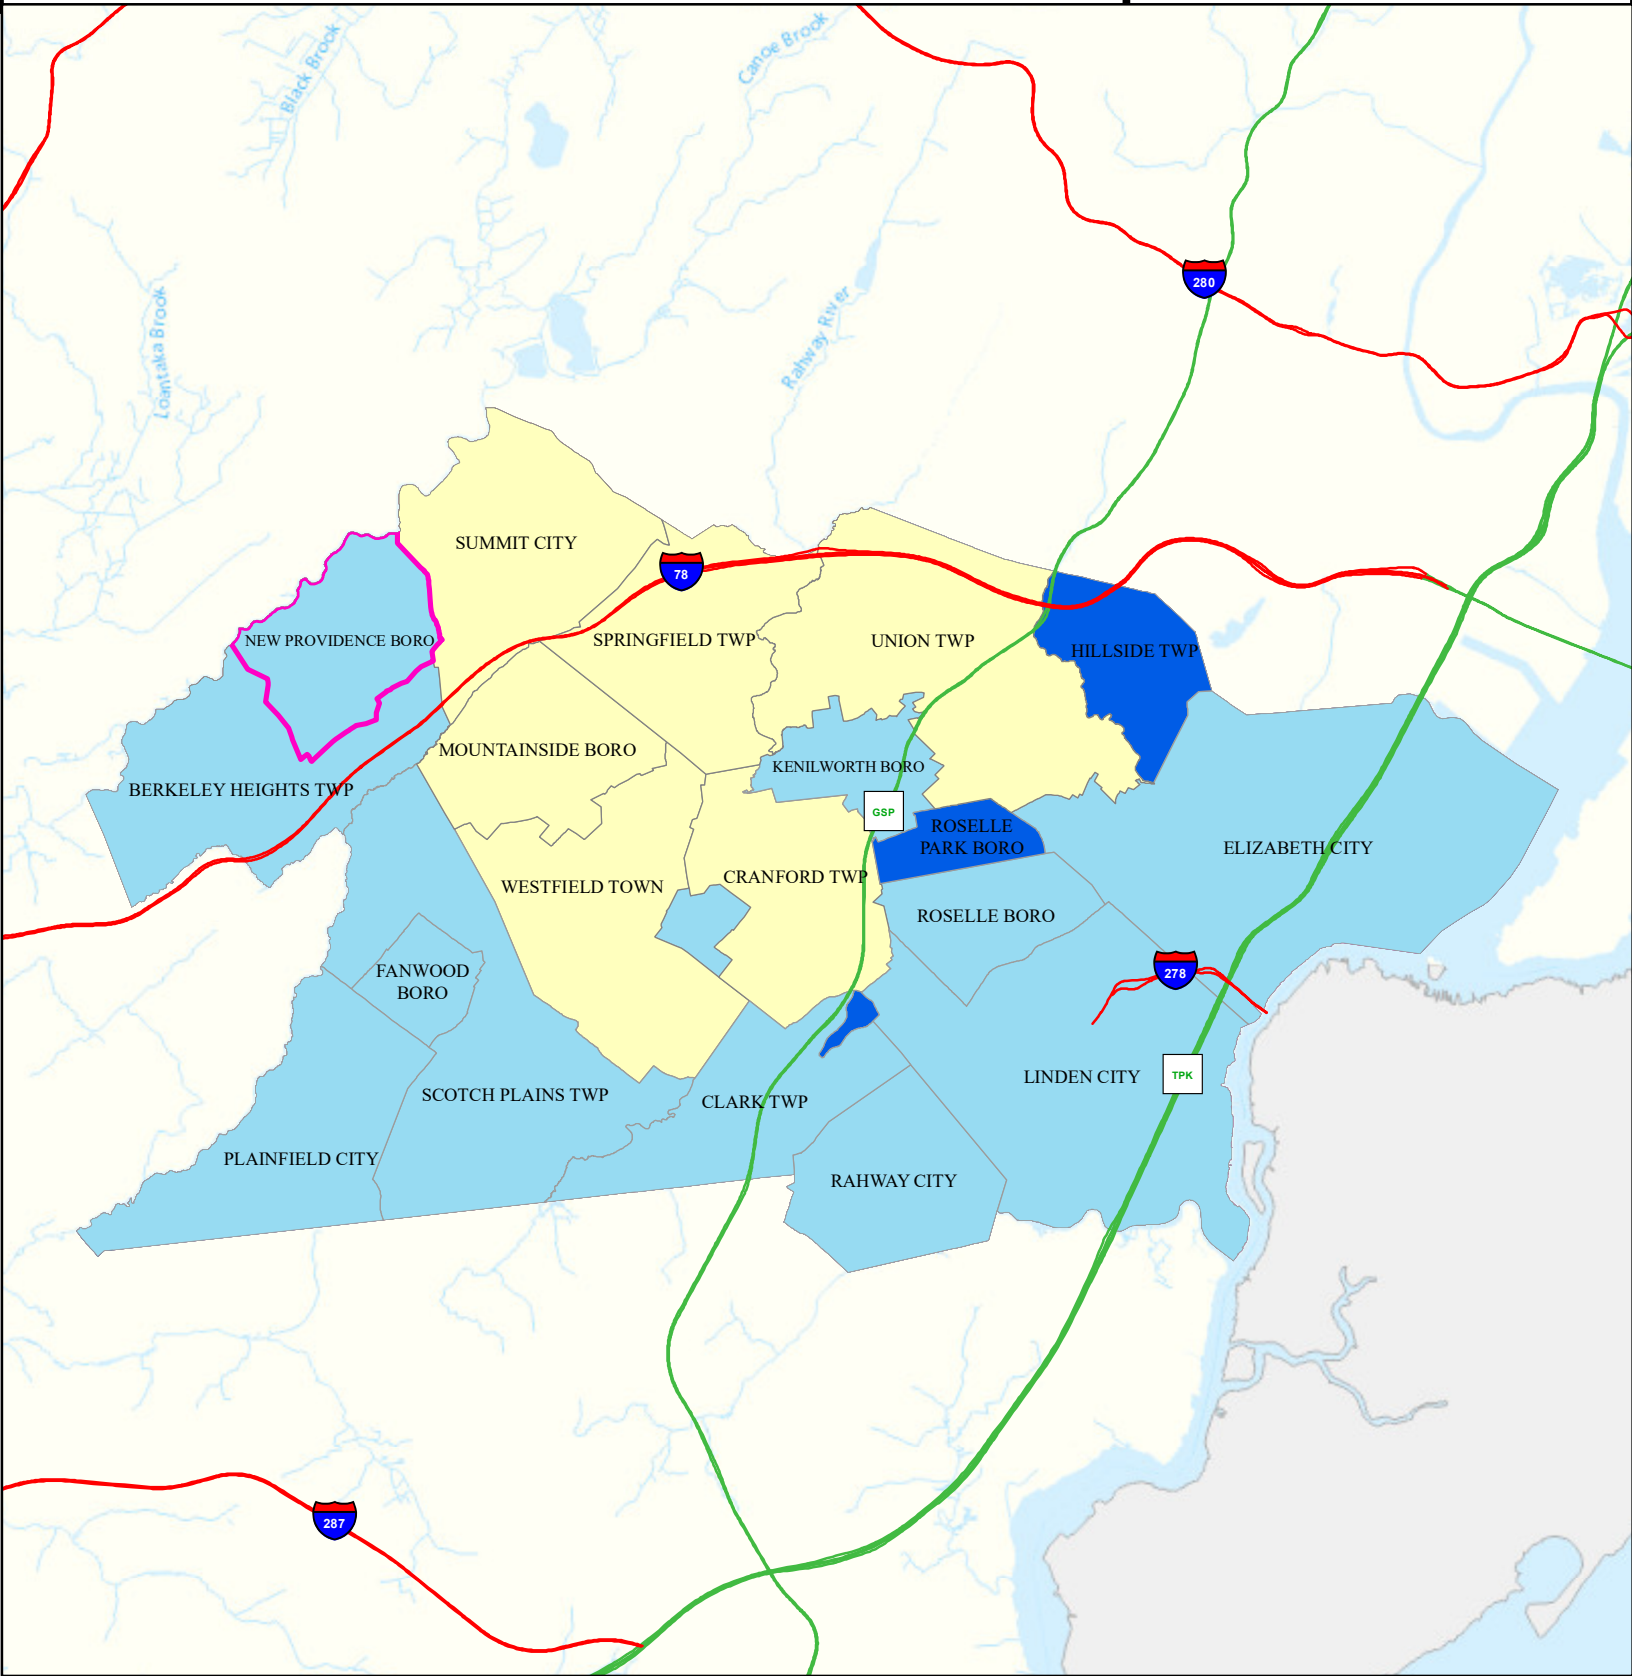 Black Brook
Canoe Brook
280
Loantaka Brook
Rahway River
SUMMIT CITY
78
NEW PROVIDENCE BORO
SPRINGFIELD TWP
UNION TWP
HILLSIDE TWP
MOUNTAINSIDE BORO
KENILWORTH BORO
BERKELEY HEIGHTS TWP
GSP
ROSELLE
PARK BORO
ELIZABETH CITY
WESTFIELD TOWN
CRANFORD TWP
ROSELLE BORO
FANWOOD
BORO
278
LINDEN CITY
TPK
SCOTCH PLAINS TWP
CLARK TWP
PLAINFIELD CITY
RAHWAY CITY
287